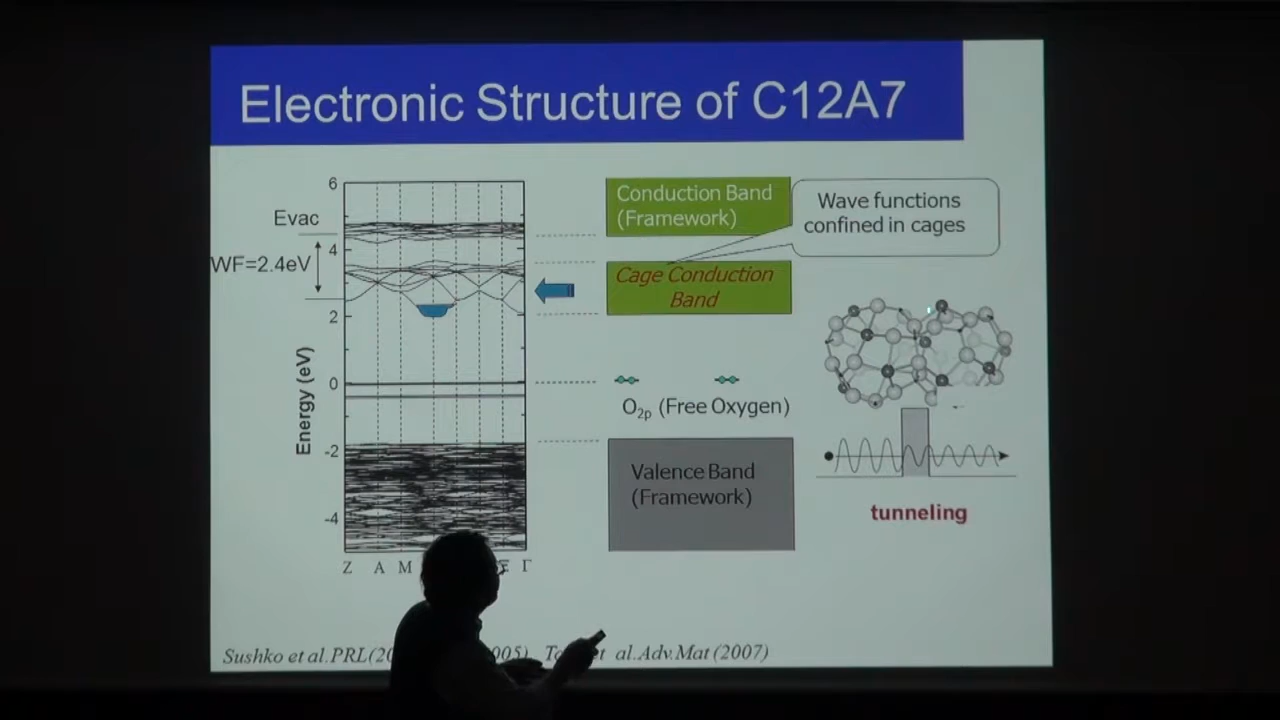 Electronic Structure of C12A7
6
Evac
4
WF=2.4eV
2
0
-2
-4
Energy (eV)
Z A M Γ
Conduction Band
(Framework)
Wave functions
confined in cages
Cage Conduction
Band
O2p (Free Oxygen)
Valence Band
(Framework)
tunneling
Sushko et al.PRL(20 005) et al.Adv.Mat (2007)